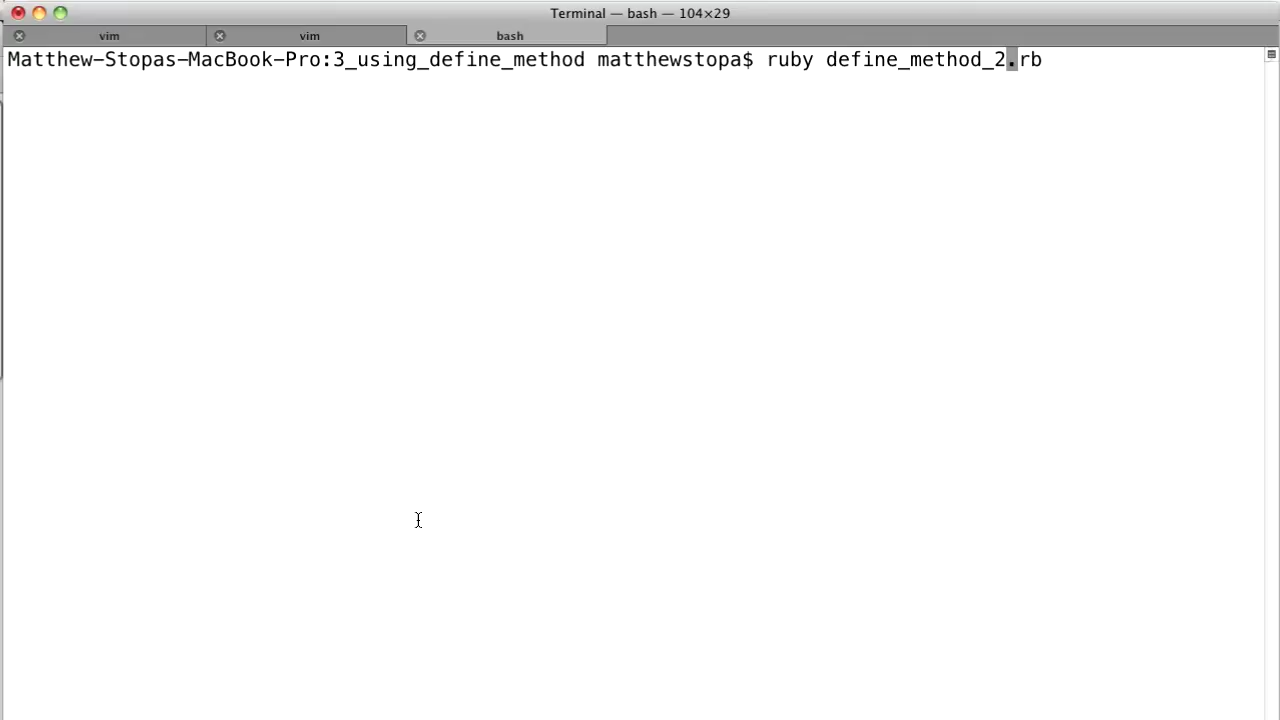 Terminal — bash — 104×29
vim vim bash
Matthew-Stopas-MacBook-Pro:3_using_define_method matthewstopa$ ruby define_method_2.rb